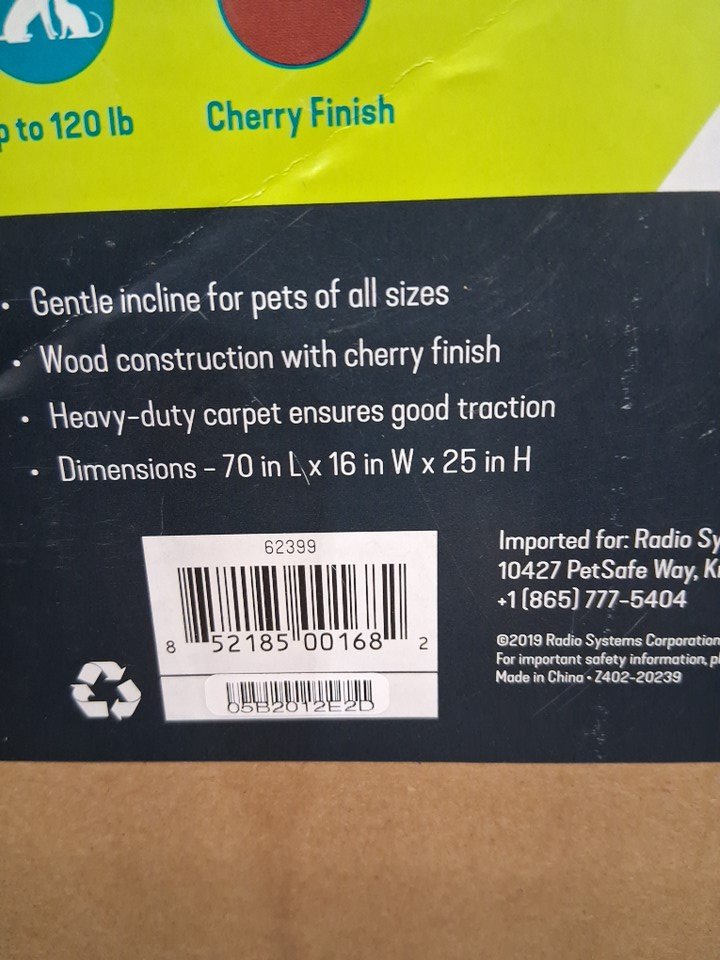 to 120 lb
Cherry Finish
• Gentle incline for pets of all sizes
• Wood construction with cherry finish
• Heavy-duty carpet ensures good traction
• Dimensions – 70 in L x 16 in W x 25 in H
62399
8 52185 00168 2
05B2012E2D
Imported for: Radio
10427 PetSafe Way,
+1 (865) 777-5404
©2019 Radio Systems Corporation
For important safety information,
Made in China • Z402-20239